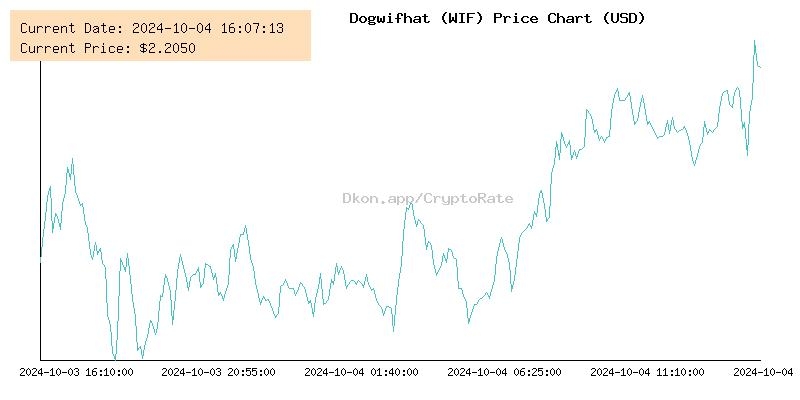 Dogwifhat (WIF) Price Chart (USD)
Current Date: 2024-10-04 16:07:13
Current Price: $2.2050
Dkon.app/CryptoRate
2024-10-03 16:10:00 2024-10-03 20:55:00 2024-10-04 01:40:00 2024-10-04 06:25:00 2024-10-04 11:10:00 2024-10-04